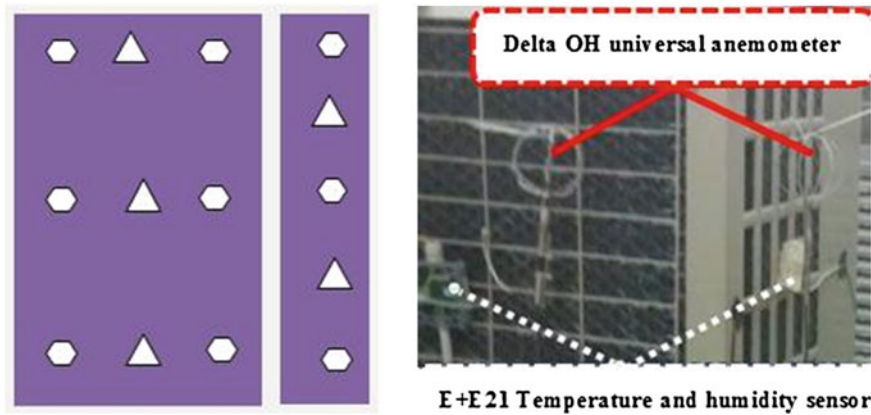 Delta OH universal anemometer
E+E21 Temperature and humidity sensor